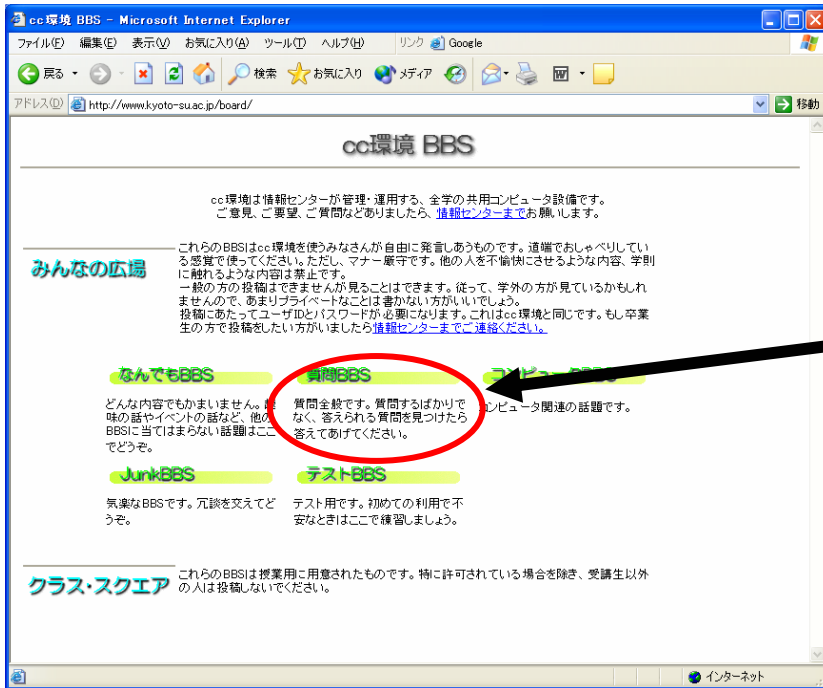 cc環境 BBS - Microsoft Internet Explorer
ファイル(F) 編集(E) 表示(V) お気に入り(A) ツール(T) ヘルプ(H) リンク Google
戻る 検索 お気に入り メディア
アドレス(D) http://www.kyoto-su.ac.jp/board/ 移動
cc環境 BBS
cc環境は情報センターが管理・運用する、全学の共用コンピュータ設備です。
ご意見、ご要望、ご質問などありましたら、情報センターまでお願いします。
みんなの広場
これらのBBSはcc環境を使うみなさんが自由に発言しあうものです。道端でおしゃべりしてい
る感覚で使ってください。ただし、マナー厳守です。他の人を不愉快にさせるような内容、学則
に触れるような内容は禁止です。
一般の方の投稿はできませんが見ることはできます。従って、学外の方が見ているかもしれ
ませんので、あまりプライベートなことは書かない方がいいでしょう。
投稿にあたってユーザIDとパスワードが必要になります。これはcc環境と同じです。もし卒業
生の方で投稿をしたい方がいましたら情報センターまでご連絡ください。
なんでもBBS
どんな内容でもかまいません。
味の話やイベントの話など、他の
BBSに当てはまらない話題はここ
でどうぞ。
質問BBS
質問全般です。質問するばかりで
なく、答えられる質問を見つけたら
答えてあげてください。
コンピュータBBS
コンピュータ関連の話題です。
JunkBBS
気楽なBBSです。冗談を交えてど
うぞ。
テストBBS
テスト用です。初めての利用で不
安なときはここで練習しましょう。
クラス・スクエア
これらのBBSは授業用に用意されたものです。特に許可されている場合を除き、受講生以外
の人は投稿しないでください。
インターネット